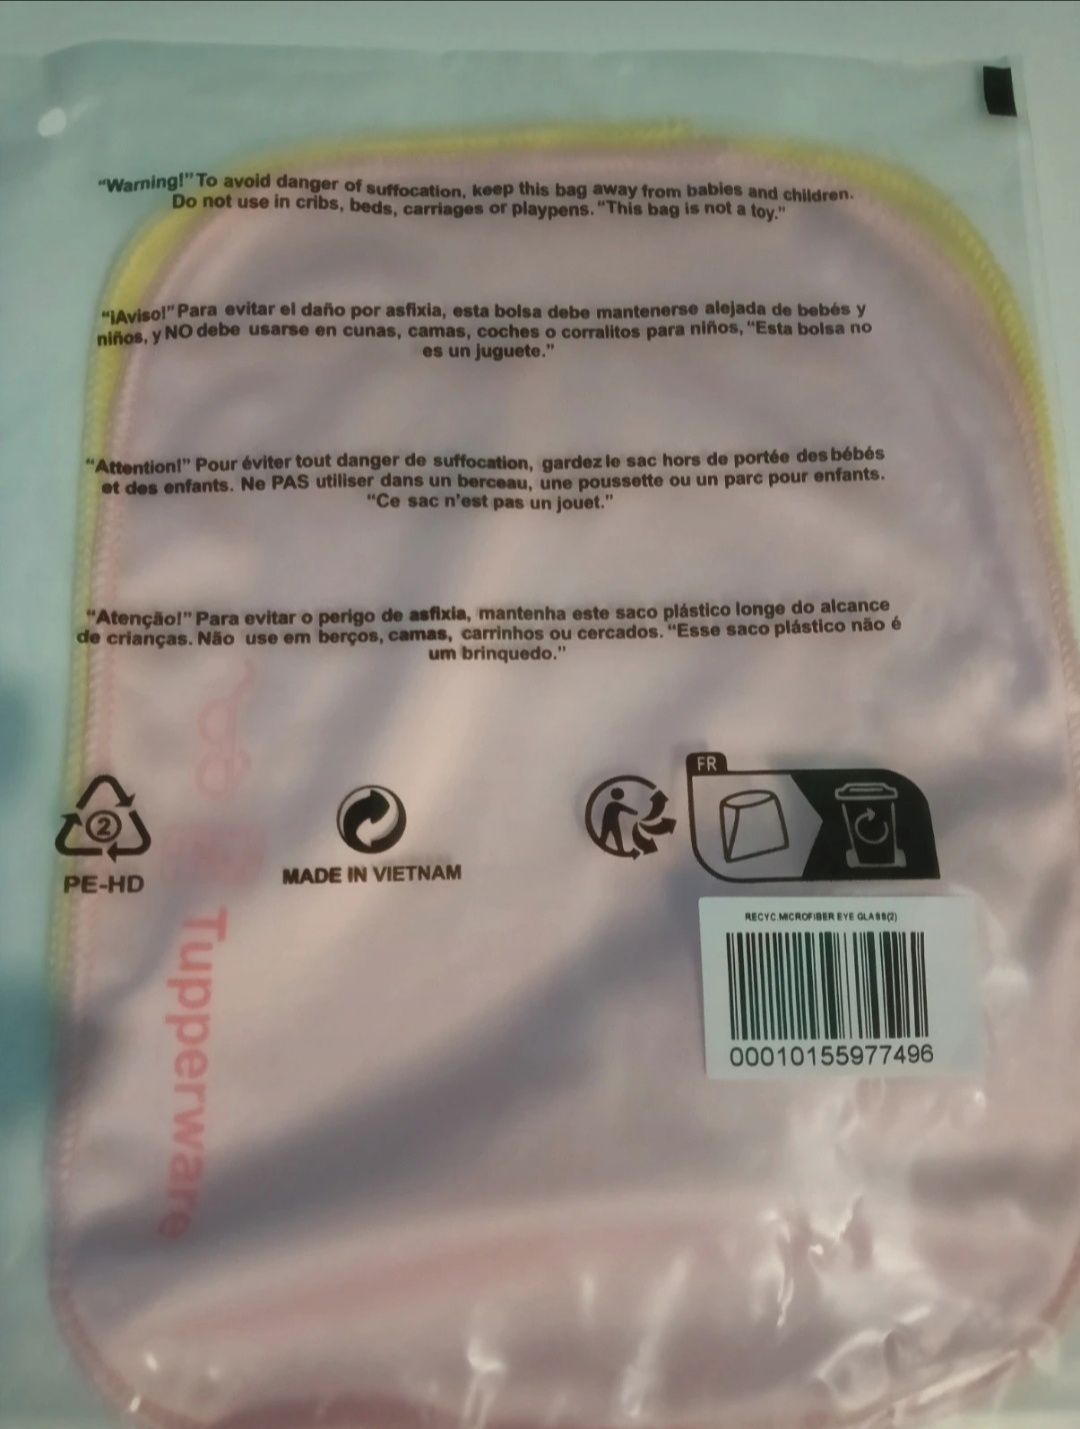 “Warning!” To avoid danger of suffocation, keep this bag away from babies and children.
Do not use in cribs, beds, carriages or playpens. “This bag is not a toy.”
“¡Aviso!” Para evitar el daño por asfixia, esta bolsa debe mantenerse alejada de bebés y
niños, y NO debe usarse en cunas, camas, coches o corralitos para niños, “Esta bolsa no
es un juguete.”
“Attention!” Pour éviter tout danger de suffocation, gardez le sac hors de portée des bébés
et des enfants. Ne PAS utiliser dans un berceau, une poussette ou un parc pour enfants.
“Ce sac n’est pas un jouet.”
“Atenção!” Para evitar o perigo de asfixia, mantenha este saco plástico longe do alcance
de crianças. Não use em berços, camas, carrinhos ou cercados. “Esse saco plástico não é
um brinquedo.”
2
PE-HD
MADE IN VIETNAM
FR
Tupperware
RECYC.MICROFIBER EYE GLASS(2)
00010155977496